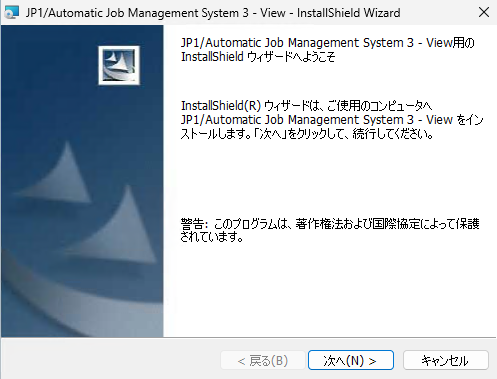 JP1/Automatic Job Management System 3 - View - InstallShield Wizard
JP1/Automatic Job Management System 3 - View用の
InstallShield ウィザードへようこそ
InstallShield(R) ウィザードは、ご使用のコンピュータへ
JP1/Automatic Job Management System 3 - View をイン
ストールします。「次へ」をクリックして、続行してください。
警告: このプログラムは、著作権法および国際協定によって保護
されています。
< 戻る(B)
次へ(N) >
キャンセル